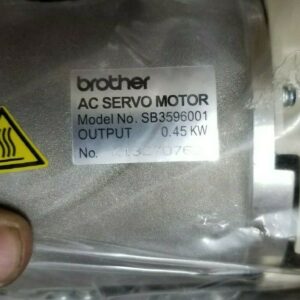 brother
AC SERVO MOTOR
Model No. SB3596001
OUTPUT 0.45 KW
No.